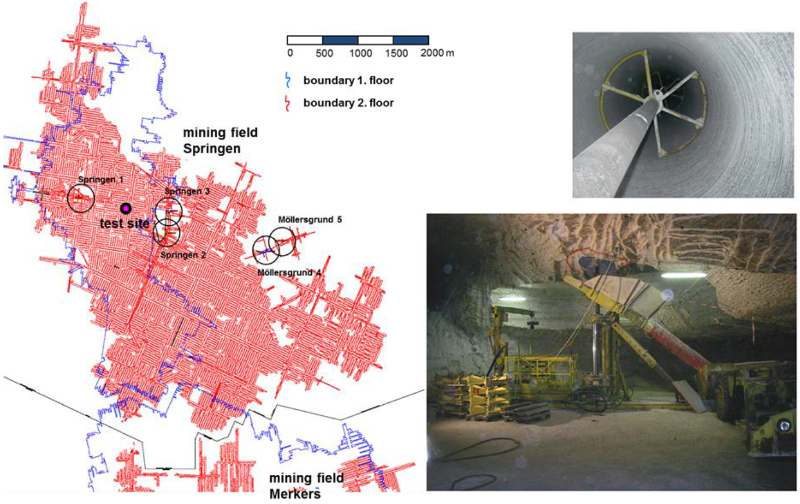 0 500 1000 1500 2000 m
boundary 1. floor
boundary 2. floor
mining field
Springen
Springen 1
Springen 3
test site
Möllersgrund 5
Springen 2
Möllersgrund 4
mining field
Merkers